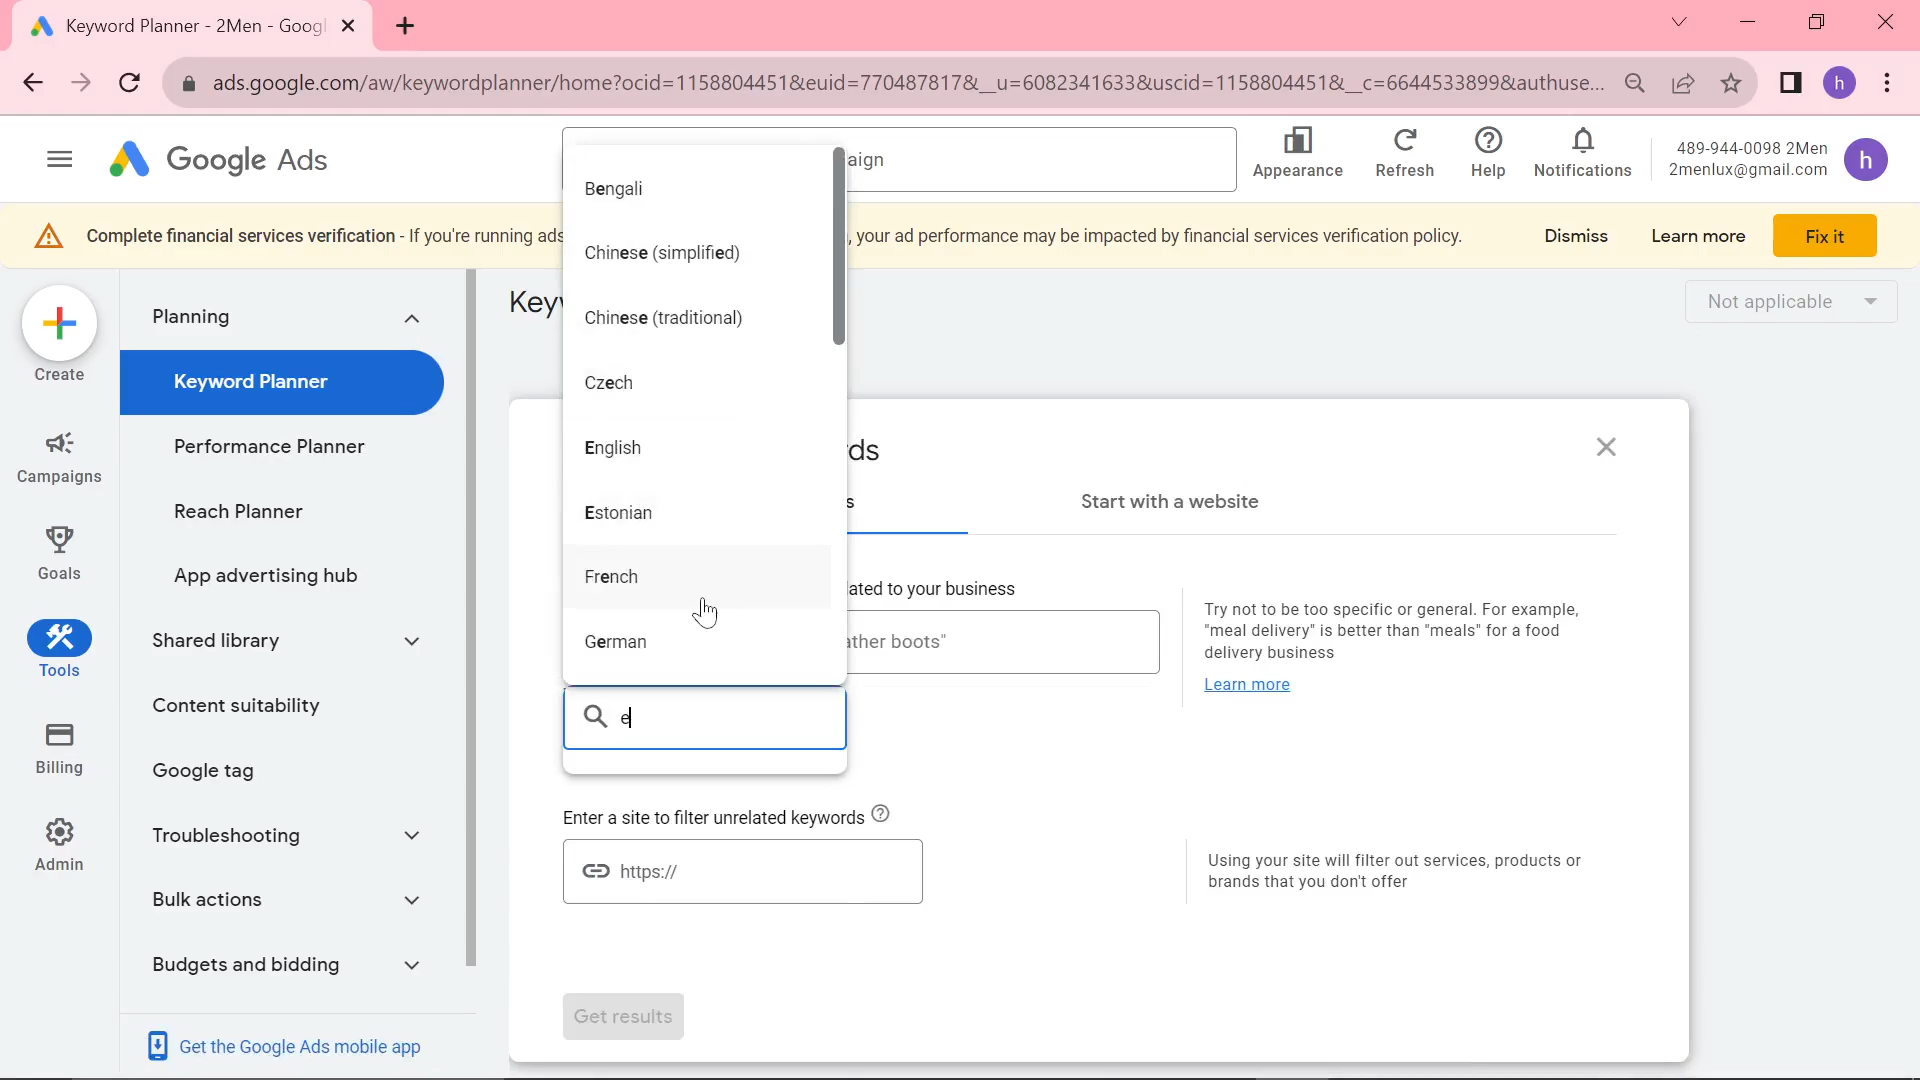 Keyword Planner - 2Men - Googl
ads.google.com/aw/keywordplanner/home?ocid=1158804451&euid=770487817&__u=6082341633&uscid=1158804451&__c=6644533899&authuse...
h
Google Ads
aign
Appearance
Refresh
Help
Notifications
489-944-0098 2Men
2menlux@gmail.com
h
Complete financial services verification - If you're running ads
, your ad performance may be impacted by financial services verification policy.
Dismiss
Learn more
Fix it
Create
Campaigns
Goals
Tools
Billing
Admin
Planning
Keyword Planner
Performance Planner
Reach Planner
App advertising hub
Shared library
Content suitability
Google tag
Troubleshooting
Bulk actions
Budgets and bidding
Get the Google Ads mobile app
Key
Not applicable
Bengali
Chinese (simplified)
Chinese (traditional)
Czech
English
Estonian
French
German
e
ds
s
Start with a website
ated to your business
ather boots"
Try not to be too specific or general. For example,
"meal delivery" is better than "meals" for a food
delivery business
Learn more
Enter a site to filter unrelated keywords
https://
Using your site will filter out services, products or
brands that you don't offer
Get results